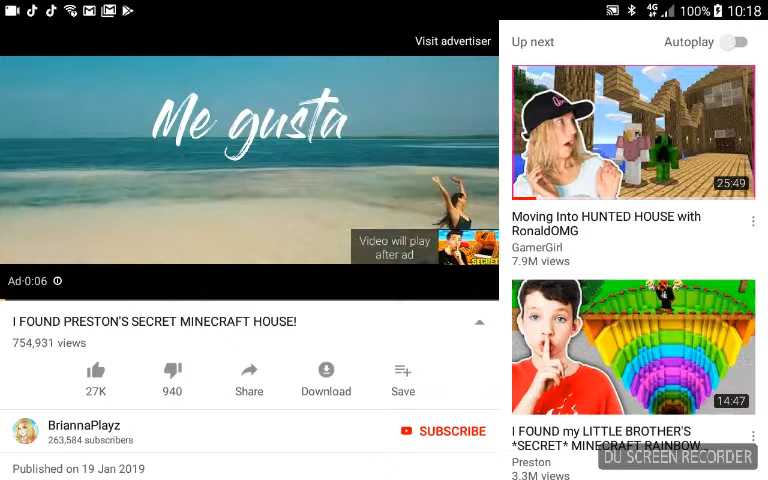 4G 100% 10:18
Visit advertiser
Me gusta
Video will play
after ad
Ad·0:06
I FOUND PRESTON'S SECRET MINECRAFT HOUSE!
754,931 views
27K
940
Share
Download
Save
BriannaPlayz
263,584 subscribers
SUBSCRIBE
Published on 19 Jan 2019
Up next
Autoplay
25:49
Moving Into HUNTED HOUSE with
RonaldOMG
GamerGirl
7.9M views
14:47
I FOUND my LITTLE BROTHER'S
*SECRET* MINECRAFT RAINBOW...
Preston
3.3M views
DU SCREEN RECORDER